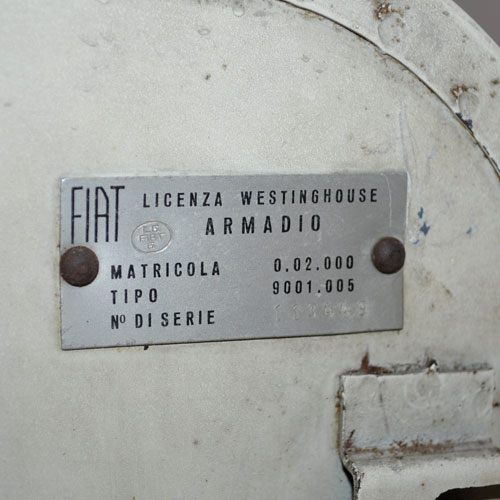 FIAT LICENZA WESTINGHOUSE
ARMADIO
MATRICOLA 0.02.000
TIPO 9001.005
Nº DI SERIE